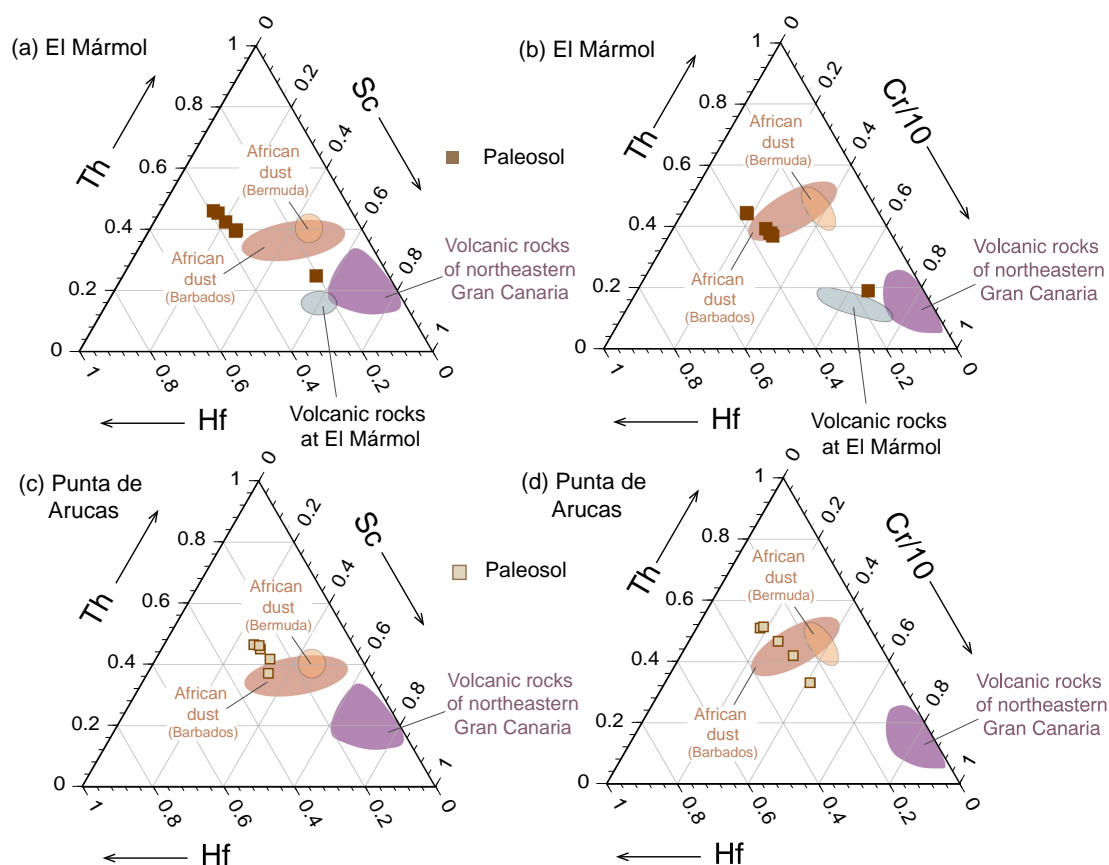 (a) El Mármol
Th
Sc
Hf
0
0.2
0.4
0.6
0.8
1
1
0.8
0.6
0.4
0.2
0
1
0.8
0.6
0.4
0.2
0
African
dust
(Bermuda)
African
dust
(Barbados)
Paleosol
Volcanic rocks
of northeastern
Gran Canaria
Volcanic rocks
at El Mármol
(b) El Mármol
Th
Cr/10
Hf
0
0.2
0.4
0.6
0.8
1
1
0.8
0.6
0.4
0.2
0
1
0.8
0.6
0.4
0.2
0
African
dust
(Bermuda)
African
dust
(Barbados)
Volcanic rocks
of northeastern
Gran Canaria
Volcanic rocks
at El Mármol
(c) Punta de
Arucas
Th
Sc
Hf
0
0.2
0.4
0.6
0.8
1
1
0.8
0.6
0.4
0.2
0
1
0.8
0.6
0.4
0.2
0
African
dust
(Bermuda)
African
dust
(Barbados)
Paleosol
Volcanic rocks
of northeastern
Gran Canaria
(d) Punta de
Arucas
Th
Cr/10
Hf
0
0.2
0.4
0.6
0.8
1
1
0.8
0.6
0.4
0.2
0
1
0.8
0.6
0.4
0.2
0
African
dust
(Bermuda)
African
dust
(Barbados)
Volcanic rocks
of northeastern
Gran Canaria